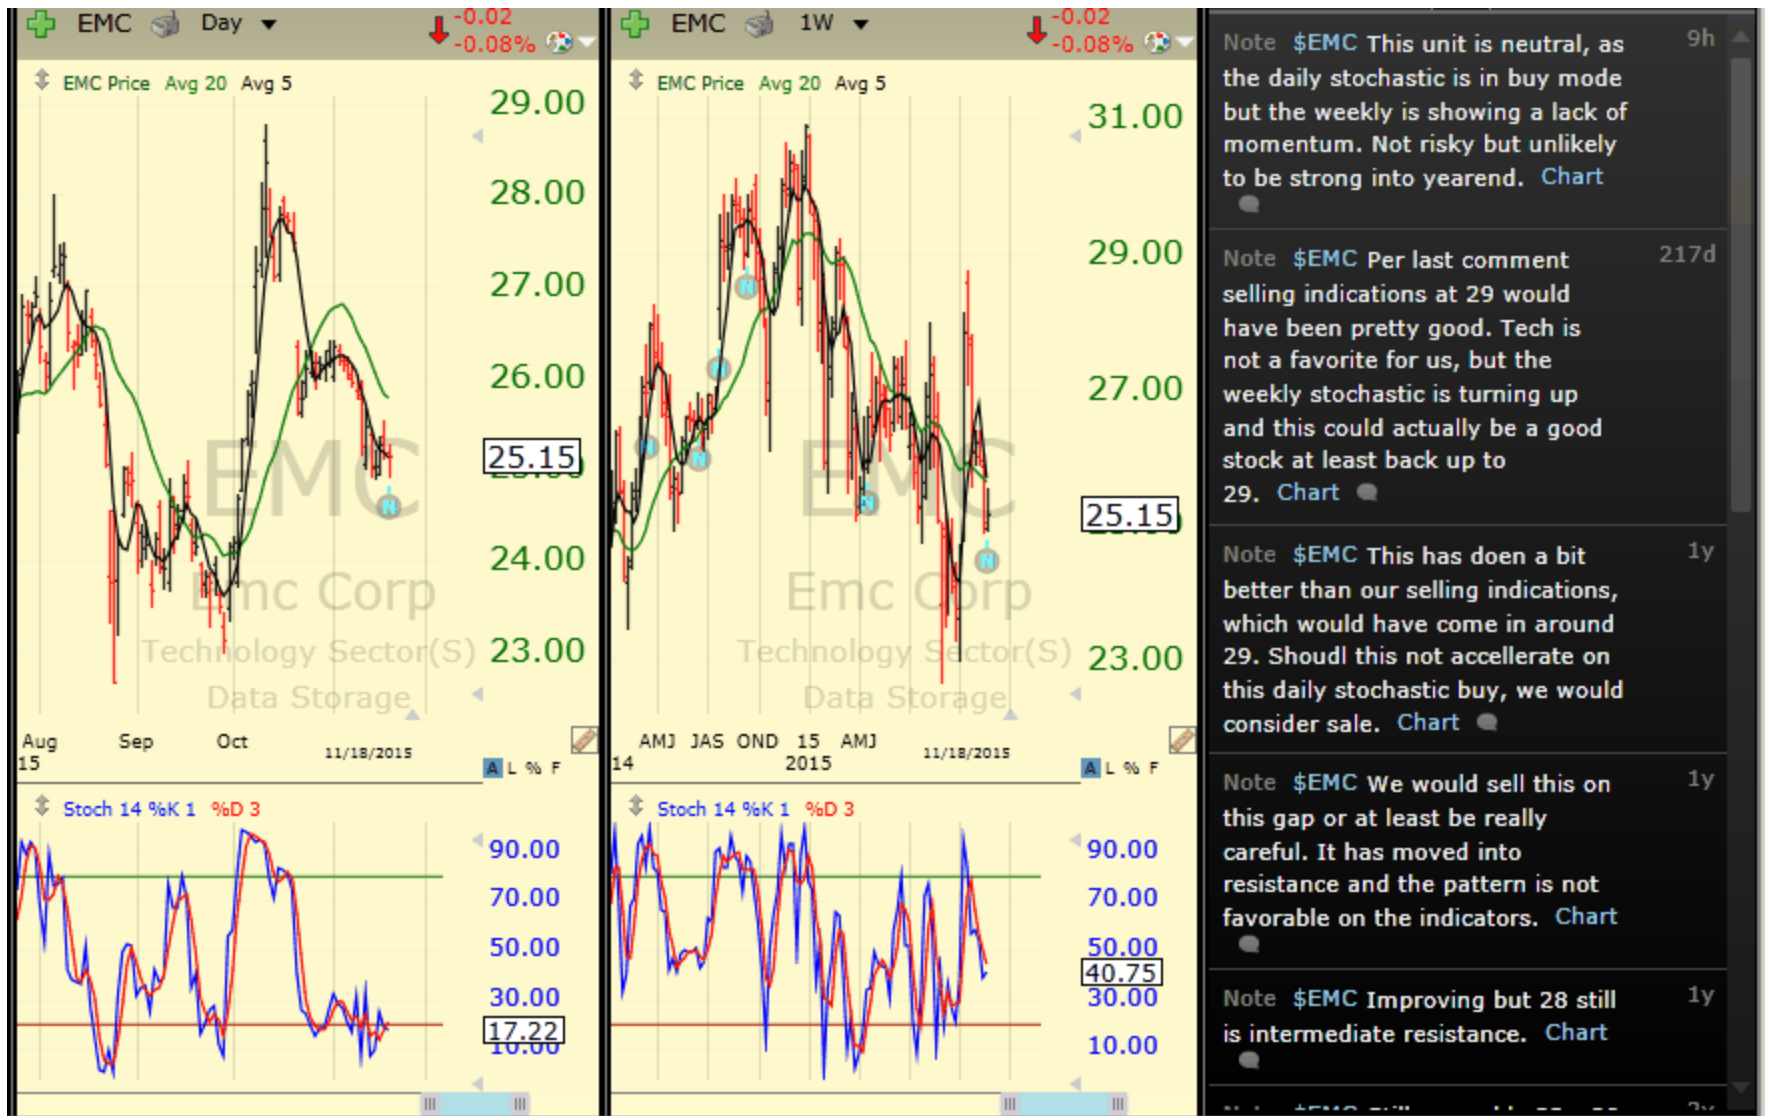 EMC Day
-0.02
-0.08%
EMC Price Avg 20 Avg 5
29.00
28.00
27.00
26.00
25.15
24.00
23.00
EMC
Emc Corp
Technology Sector(S)
Data Storage
Aug Sep Oct 11/18/2015
15
A L % F
Stoch 14 %K 1 %D 3
90.00
70.00
50.00
30.00
17.22
10.00
N
EMC 1W
-0.02
-0.08%
EMC Price Avg 20 Avg 5
31.00
29.00
27.00
25.15
23.00
EMC
Emc Corp
Technology Sector(S)
Data Storage
N
N
N
N
N
N
AMJ JAS OND 15 AMJ 11/18/2015
14 2015
A L % F
Stoch 14 %K 1 %D 3
90.00
70.00
50.00
40.75
30.00
10.00
Note $EMC This unit is neutral, as 9h
the daily stochastic is in buy mode
but the weekly is showing a lack of
momentum. Not risky but unlikely
to be strong into yearend. Chart
Note $EMC Per last comment 217d
selling indications at 29 would
have been pretty good. Tech is
not a favorite for us, but the
weekly stochastic is turning up
and this could actually be a good
stock at least back up to
29. Chart
Note $EMC This has doen a bit 1y
better than our selling indications,
which would have come in around
29. Shoudl this not accellerate on
this daily stochastic buy, we would
consider sale. Chart
Note $EMC We would sell this on 1y
this gap or at least be really
careful. It has moved into
resistance and the pattern is not
favorable on the indicators. Chart
Note $EMC Improving but 28 still 1y
is intermediate resistance. Chart